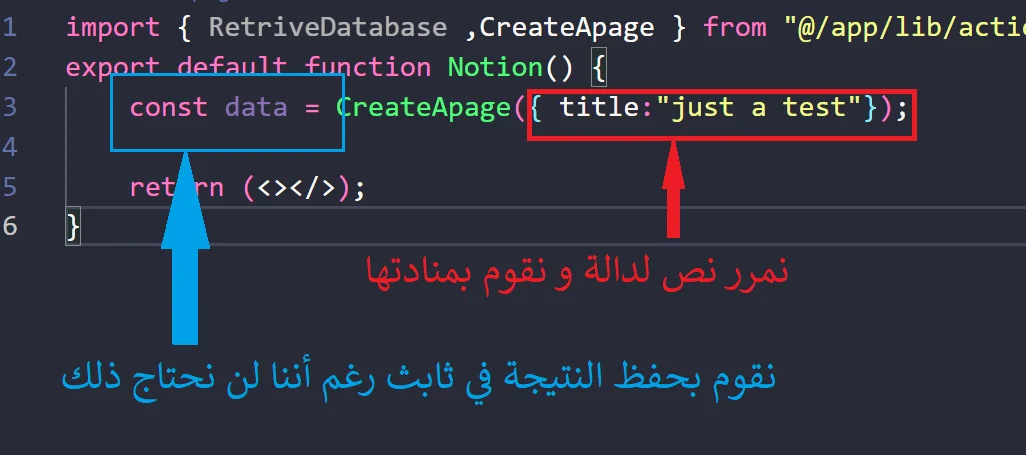 1 import { RetriveDatabase ,CreateApage } from "@/app/lib/actio
2 export default function Notion() {
3 const data = CreateApage({ title:"just a test"});
4
5 return (<></>);
6 }
نمرر نص لدالة و نقوم بمنادتها
نقوم بحفظ النتيجة في ثابث رغم أننا لن نحتاج ذلك